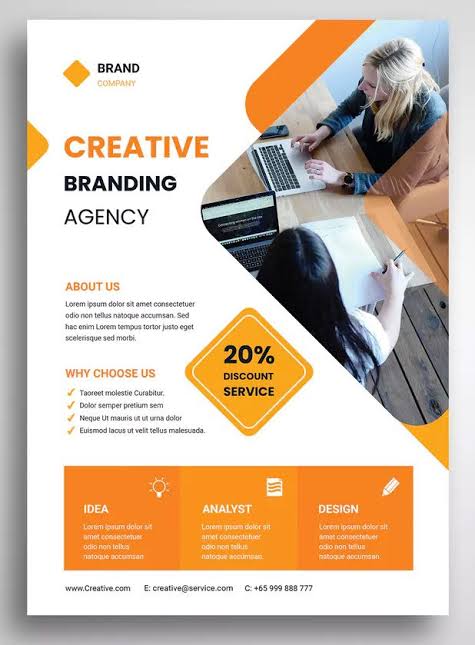 BRAND
COMPANY
CREATIVE
BRANDING
AGENCY
ABOUT US
Lorem ipsum dolor sit amet consectetuer
odio non tellus natoque accumsan. Sed
hac enim Lorem tempus tortor justo eget
scelerisque sed morbi.
20%
DISCOUNT
SERVICE
WHY CHOOSE US
Taoreet molestie Curabitur.
Dolor semper pretium sem
Neque Ut mauris ut ut urna dolor
Euismod lacus ut velit tellus malesuada.
IDEA
Lorem ipsum dolor sit
amet consectetuer
odio non tellus
natoque accumsan
ANALYST
Lorem ipsum dolor sit
amet consectetuer
odio non tellus
natoque accumsan.
DESIGN
Lorem ipsum dolor sit
amet consectetuer
odio non tellus
natoque accumsan.
www.Creative.com E: creative@service.com C: +65 999 888 777